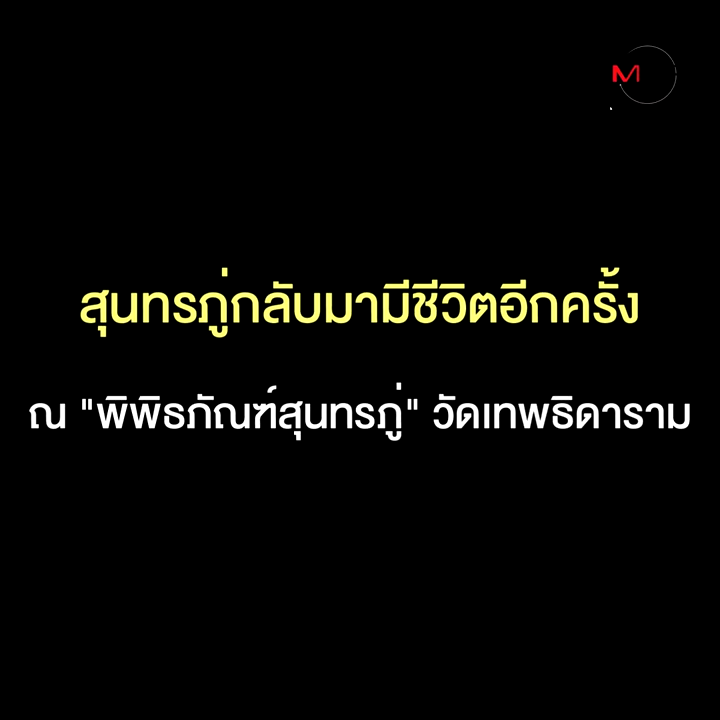 M
สุนทรภู่กลับมามีชีวิตอีกครั้ง
ณ "พิพิธภัณฑ์สุนทรภู่" วัดเทพธิดาราม